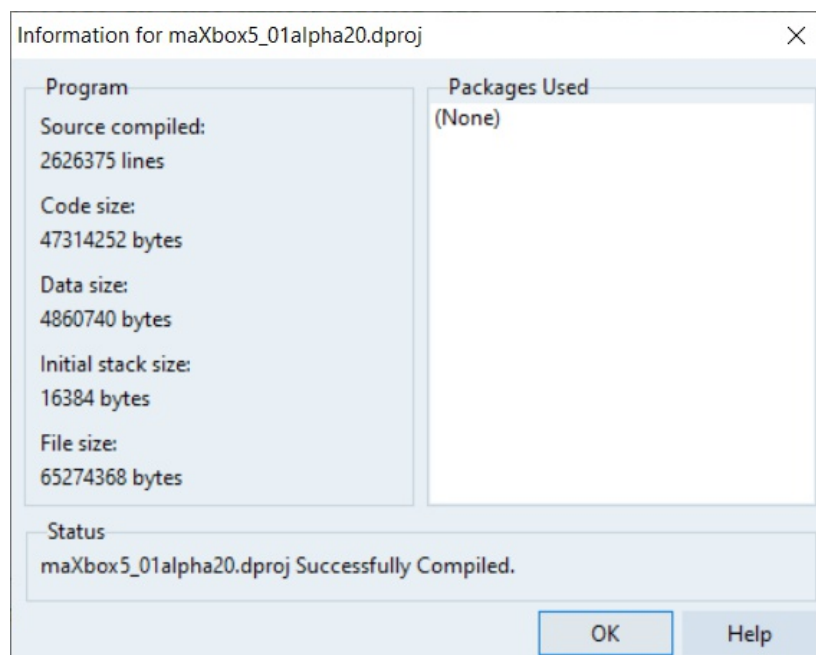 Information for maXbox5_01alpha20.dproj
Program
Source compiled:
2626375 lines
Code size:
47314252 bytes
Data size:
4860740 bytes
Initial stack size:
16384 bytes
File size:
65274368 bytes
Packages Used
(None)
Status
maXbox5_01alpha20.dproj Successfully Compiled.
OK
Help